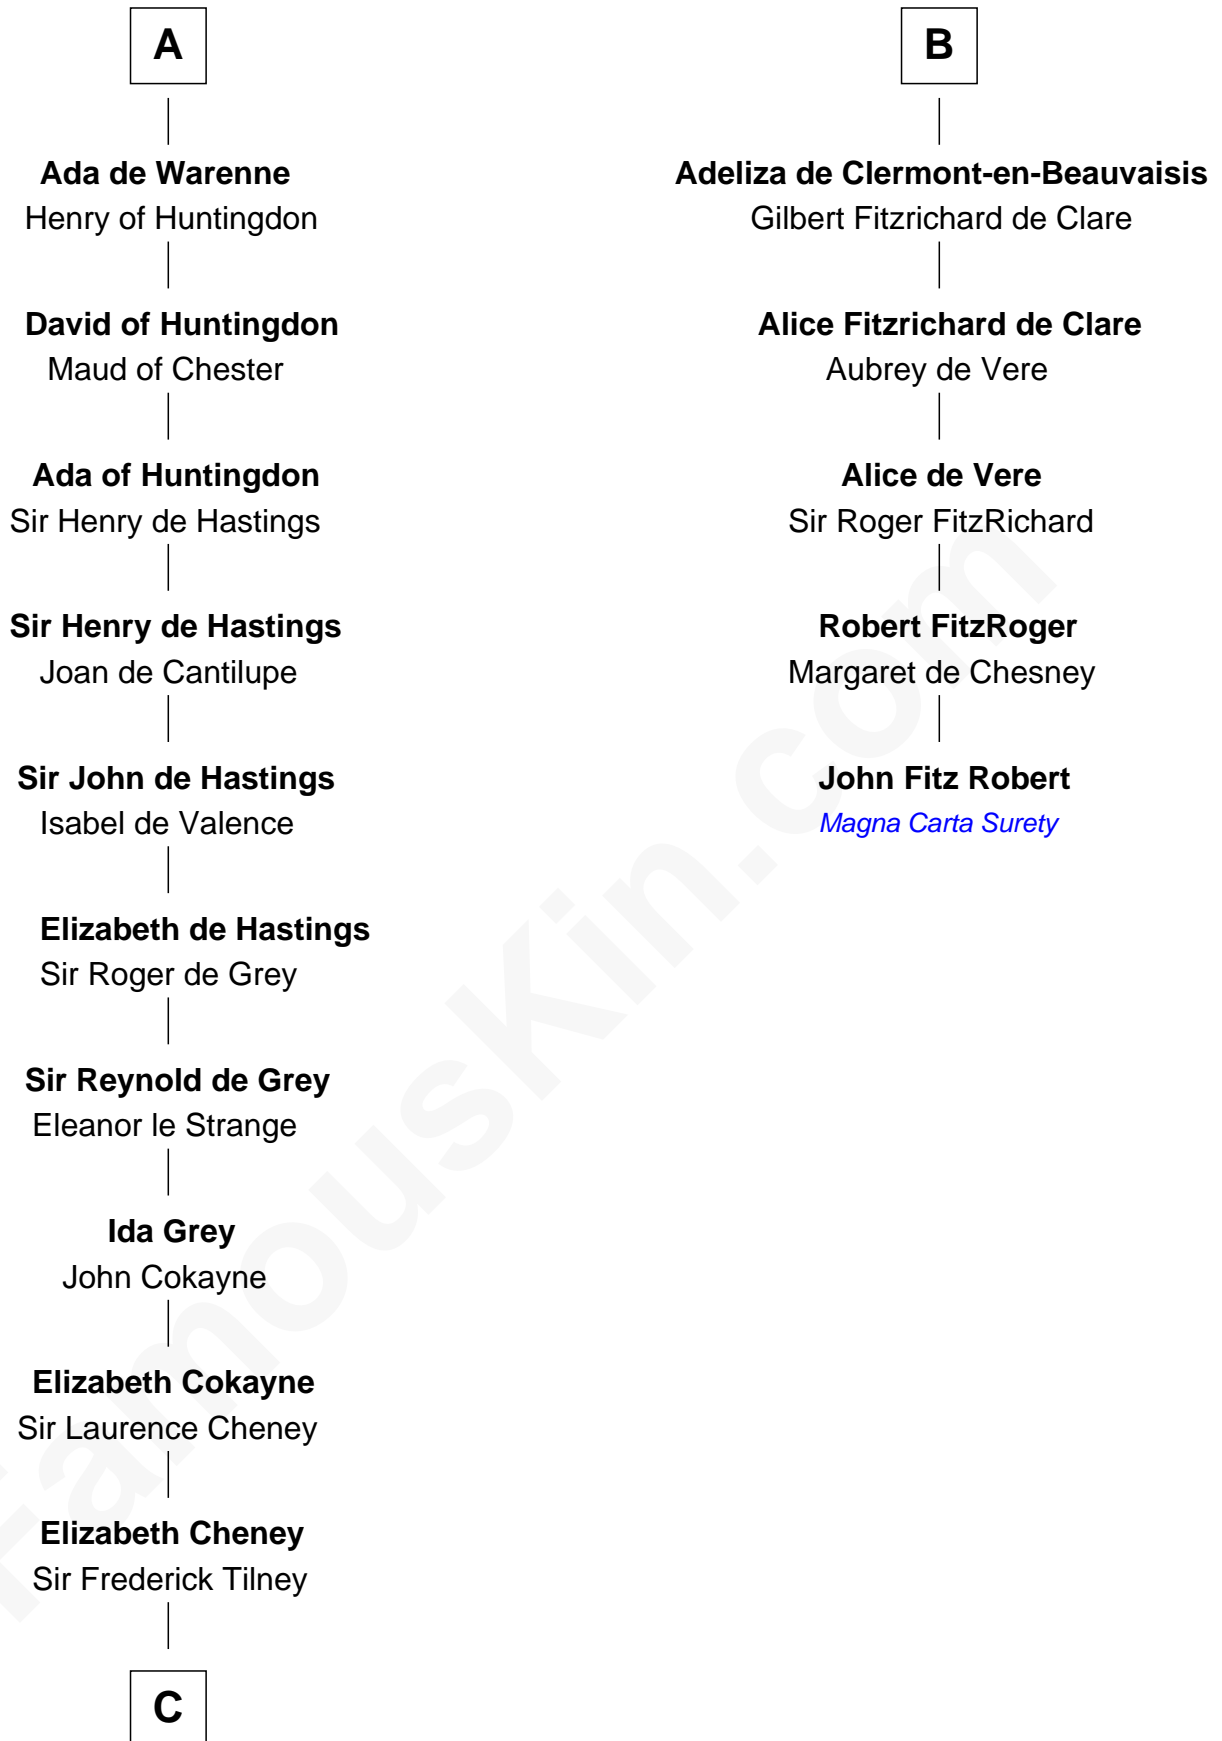 A
Ada de Warenne
Henry of Huntingdon
David of Huntingdon
Maud of Chester
Ada of Huntingdon
Sir Henry de Hastings
Sir Henry de Hastings
Joan de Cantilupe
Sir John de Hastings
Isabel de Valence
Elizabeth de Hastings
Sir Roger de Grey
Sir Reynold de Grey
Eleanor le Strange
Ida Grey
John Cokayne
Elizabeth Cokayne
Sir Laurence Cheney
Elizabeth Cheney
Sir Frederick Tilney
C
B
Adeliza de Clermont-en-Beauvaisis
Gilbert Fitzrichard de Clare
Alice Fitzrichard de Clare
Aubrey de Vere
Alice de Vere
Sir Roger FitzRichard
Robert FitzRoger
Margaret de Chesney
John Fitz Robert
Magna Carta Surety
FamousKin.com